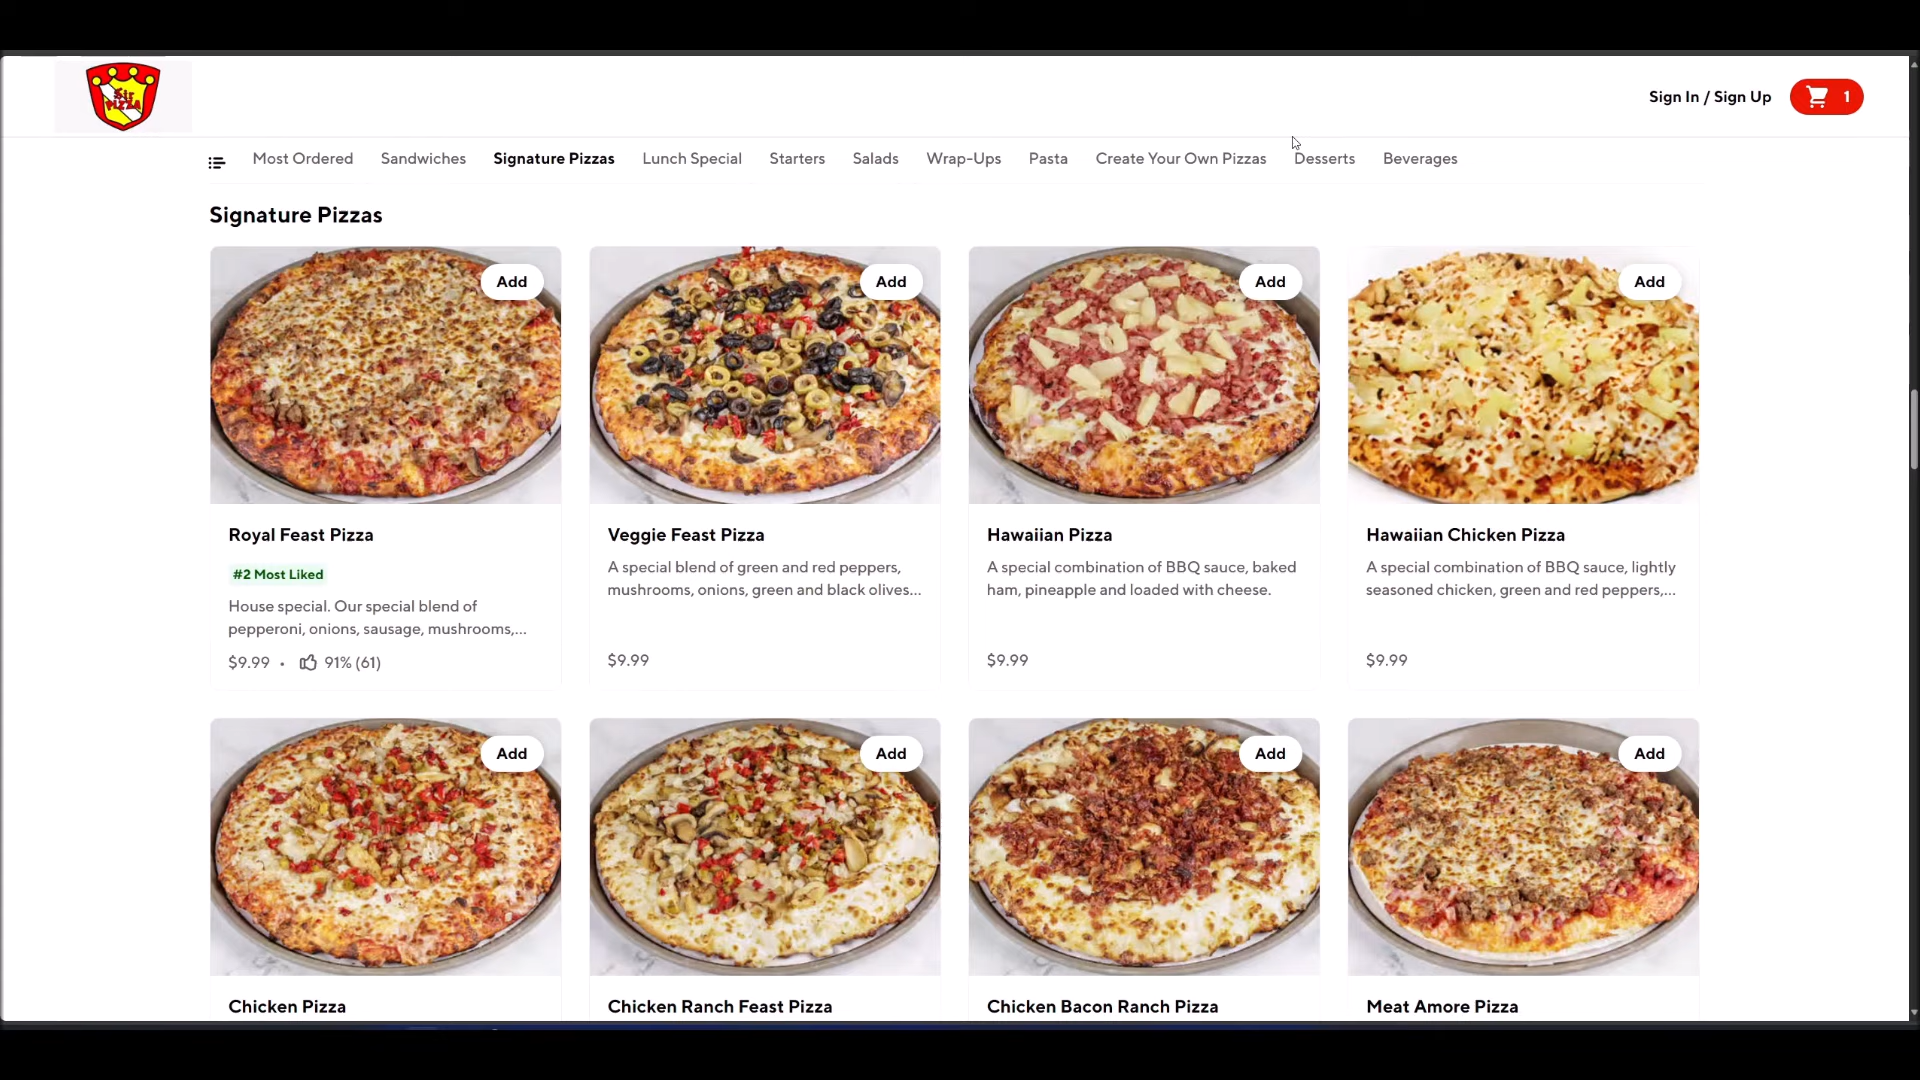 Sir
PIZZA
Sign In / Sign Up
1
Most Ordered
Sandwiches
Signature Pizzas
Lunch Special
Starters
Salads
Wrap-Ups
Pasta
Create Your Own Pizzas
Desserts
Beverages
Signature Pizzas
Add
Add
Add
Add
Royal Feast Pizza
#2 Most Liked
House special. Our special blend of
pepperoni, onions, sausage, mushrooms,...
$9.99 • 91% (61)
Veggie Feast Pizza
A special blend of green and red peppers,
mushrooms, onions, green and black olives...
$9.99
Hawaiian Pizza
A special combination of BBQ sauce, baked
ham, pineapple and loaded with cheese.
$9.99
Hawaiian Chicken Pizza
A special combination of BBQ sauce, lightly
seasoned chicken, green and red peppers,...
$9.99
Add
Add
Add
Add
Chicken Pizza
Chicken Ranch Feast Pizza
Chicken Bacon Ranch Pizza
Meat Amore Pizza